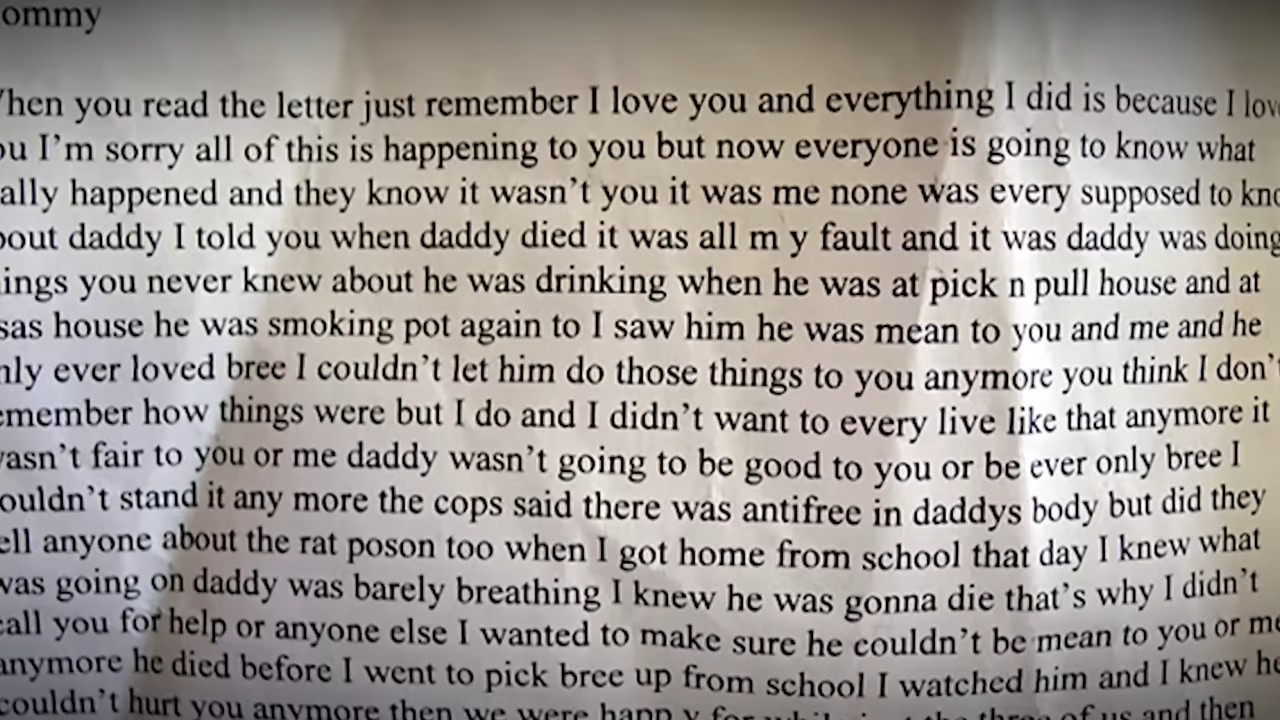 ommy
hen you read the letter just remember I love you and everything I did is because I lov
ou I'm sorry all of this is happening to you but now everyone is going to know what
ally happened and they know it wasn't you it was me none was every supposed to kno
bout daddy I told you when daddy died it was all m y fault and it was daddy was doing
ings you never knew about he was drinking when he was at pick n pull house and at
sas house he was smoking pot again to I saw him he was mean to you and me and he
nly ever loved bree I couldn't let him do those things to you anymore you think I don't
emember how things were but I do and I didn't want to every live like that anymore it
asn't fair to you or me daddy wasn't going to be good to you or be ever only bree I
ouldn't stand it any more the cops said there was antifree in daddys body but did they
ell anyone about the rat poison too when I got home from school that day I knew what
was going on daddy was barely breathing I knew he was gonna die that's why I didn't
call you for help or anyone else I wanted to make sure he couldn't be mean to you or me
anymore he died before I went to pick bree up from school I watched him and I knew he
couldn't hurt you anymore then we were happ y for while just the three of us and then